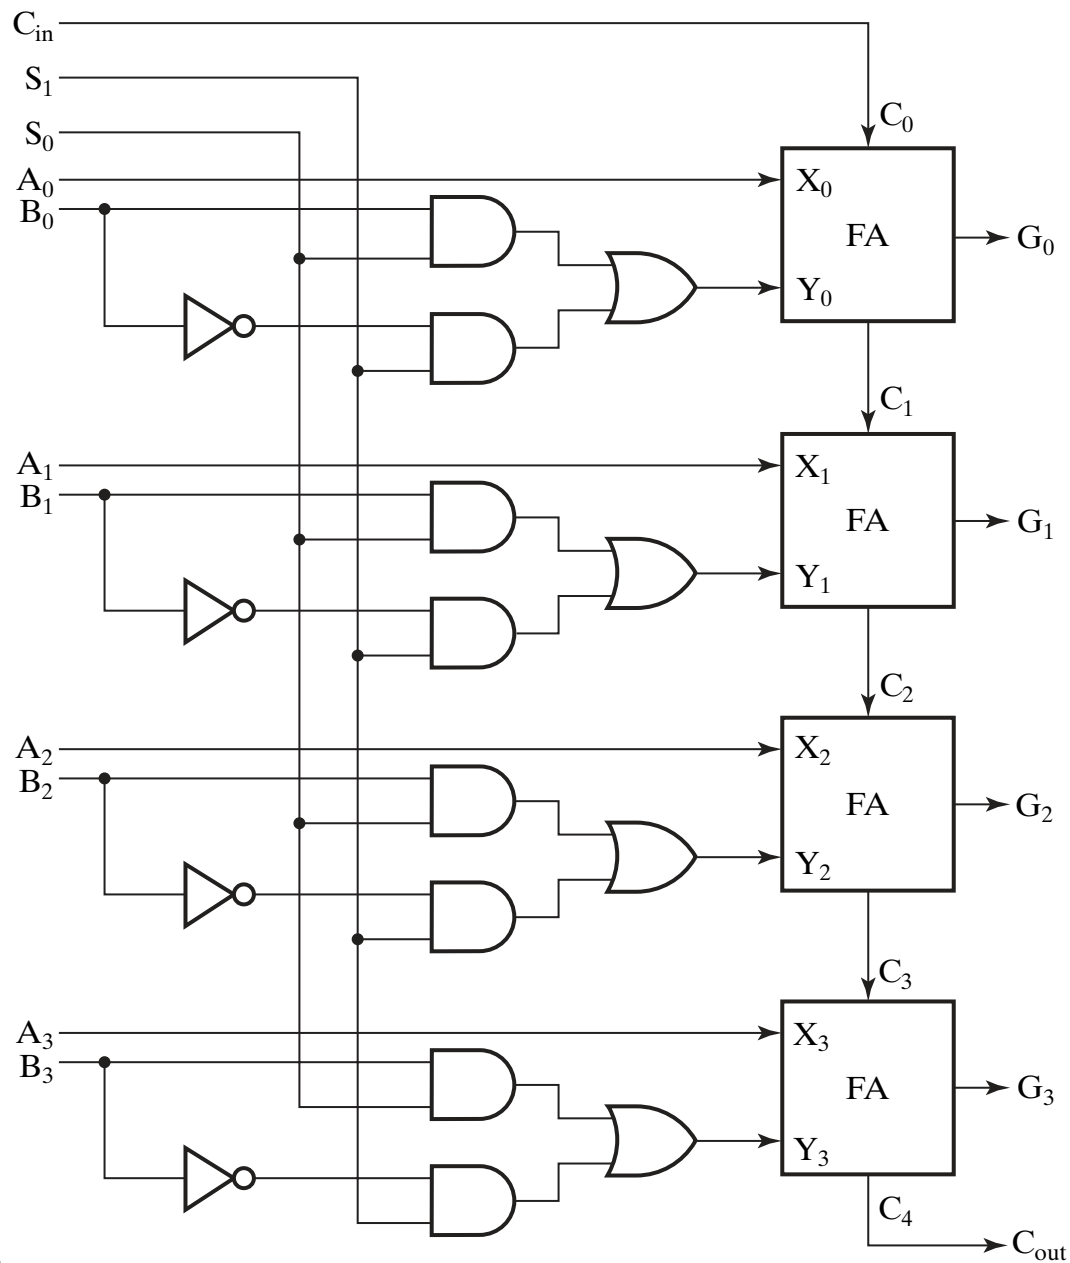 C_in
S_1
C_0
S_0
A_0
X_0
B_0
FA
G_0
Y_0
C_1
A_1
X_1
B_1
FA
G_1
Y_1
C_2
A_2
X_2
B_2
FA
G_2
Y_2
C_3
A_3
X_3
B_3
FA
G_3
Y_3
C_4
C_out